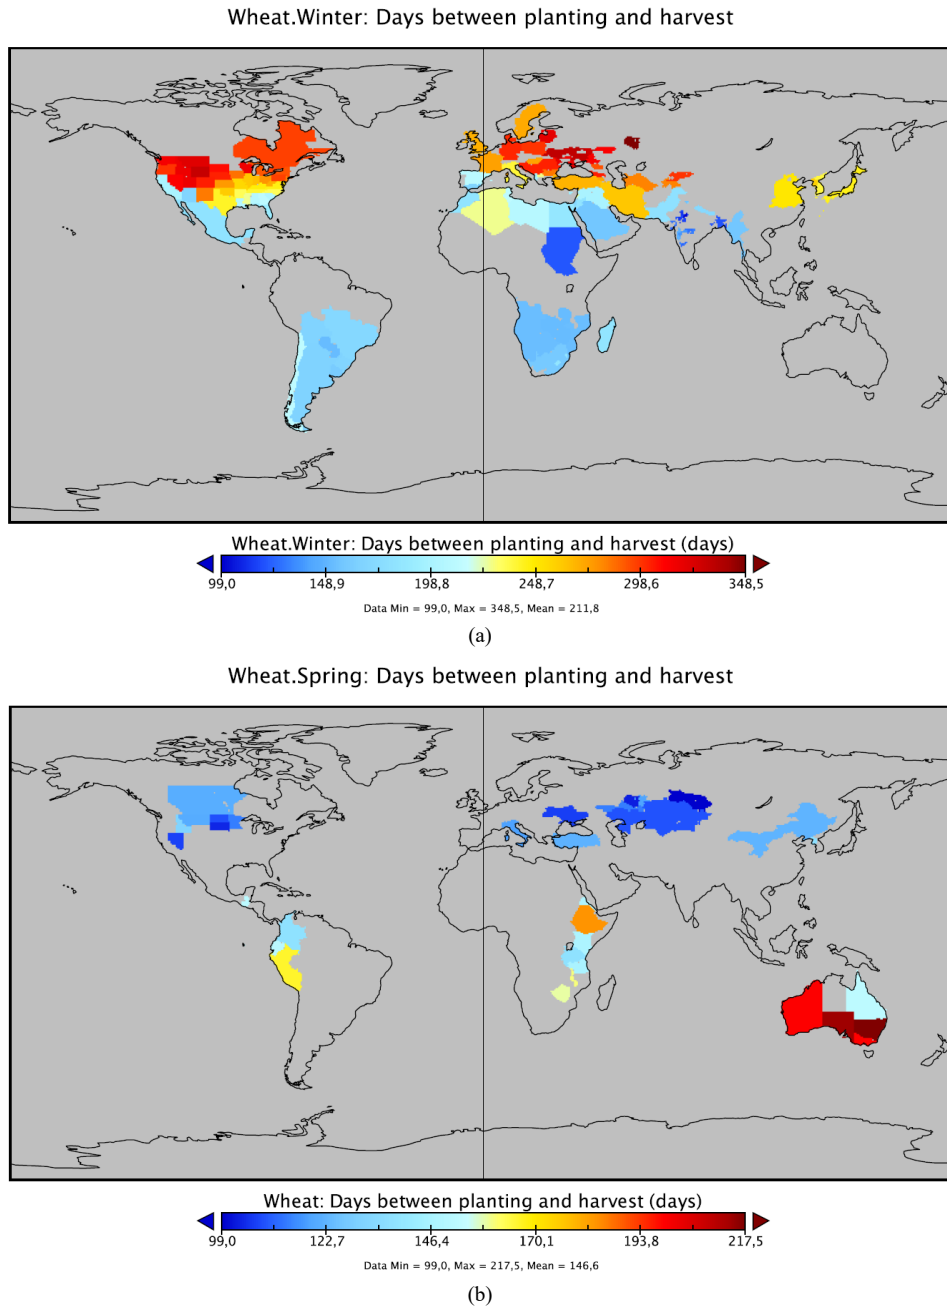 Wheat.Winter: Days between planting and harvest
Wheat.Winter: Days between planting and harvest (days)
99,0 148,9 198,8 248,7 298,6 348,5
Data Min = 99,0, Max = 348,5, Mean = 211,8
(a)
Wheat.Spring: Days between planting and harvest
Wheat: Days between planting and harvest (days)
99,0 122,7 146,4 170,1 193,8 217,5
Data Min = 99,0, Max = 217,5, Mean = 146,6
(b)